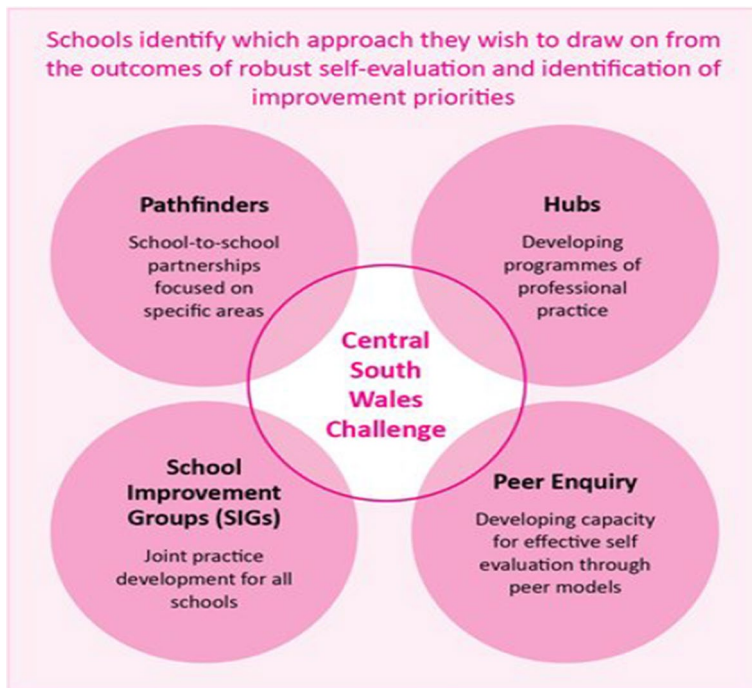 Schools identify which approach they wish to draw on from
the outcomes of robust self-evaluation and identification of
improvement priorities
Pathfinders
School-to-school
partnerships
focused on
specific areas
Hubs
Developing
programmes of
professional
practice
Central
South
Wales
Challenge
School
Improvement
Groups (SIGs)
Joint practice
development for all
schools
Peer Enquiry
Developing capacity
for effective self
evaluation through
peer models